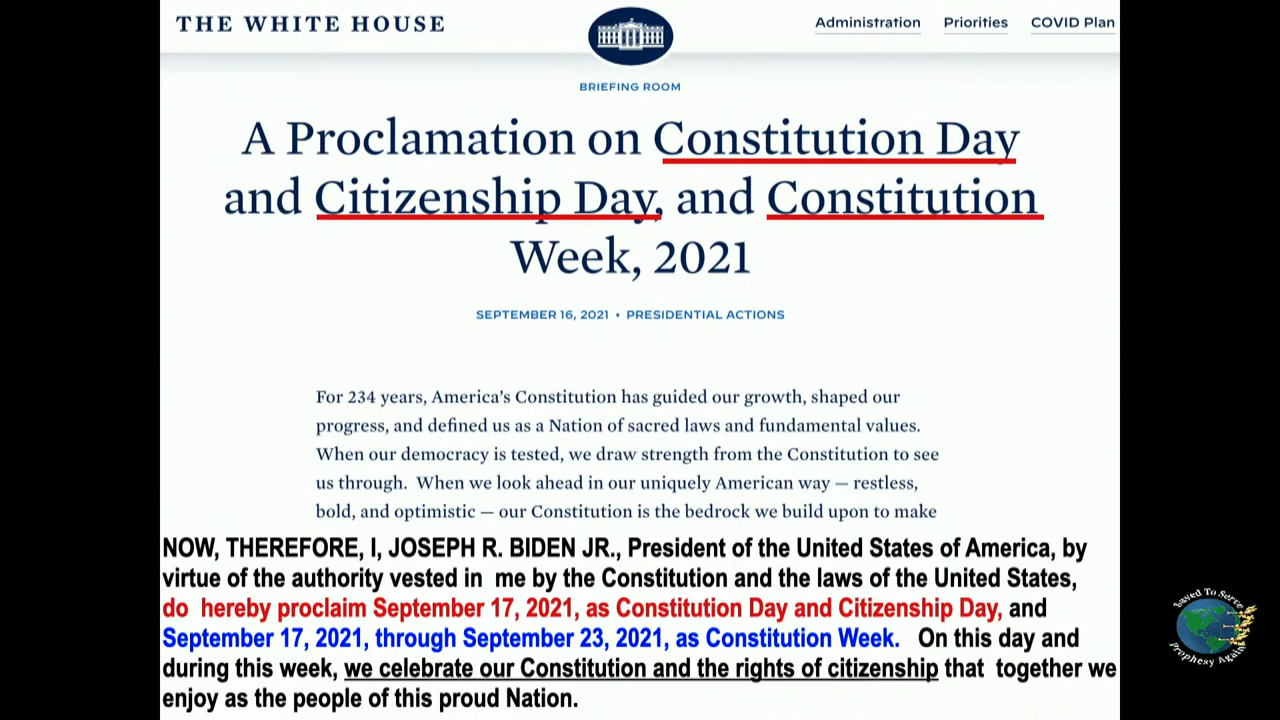 THE WHITE HOUSE
Administration Priorities COVID Plan
BRIEFING ROOM
A Proclamation on Constitution Day
and Citizenship Day, and Constitution
Week, 2021
SEPTEMBER 16, 2021 • PRESIDENTIAL ACTIONS
For 234 years, America’s Constitution has guided our growth, shaped our
progress, and defined us as a Nation of sacred laws and fundamental values.
When our democracy is tested, we draw strength from the Constitution to see
us through.  When we look ahead in our uniquely American way — restless,
bold, and optimistic — our Constitution is the bedrock we build upon to make
NOW, THEREFORE, I, JOSEPH R. BIDEN JR., President of the United States of America, by
virtue of the authority vested in  me by the Constitution and the laws of the United States,
do  hereby proclaim September 17, 2021, as Constitution Day and Citizenship Day, and
September 17, 2021, through September 23, 2021, as Constitution Week.   On this day and
during this week, we celebrate our Constitution and the rights of citizenship that  together we
enjoy as the people of this proud Nation.
To Serve
Prophesy Again